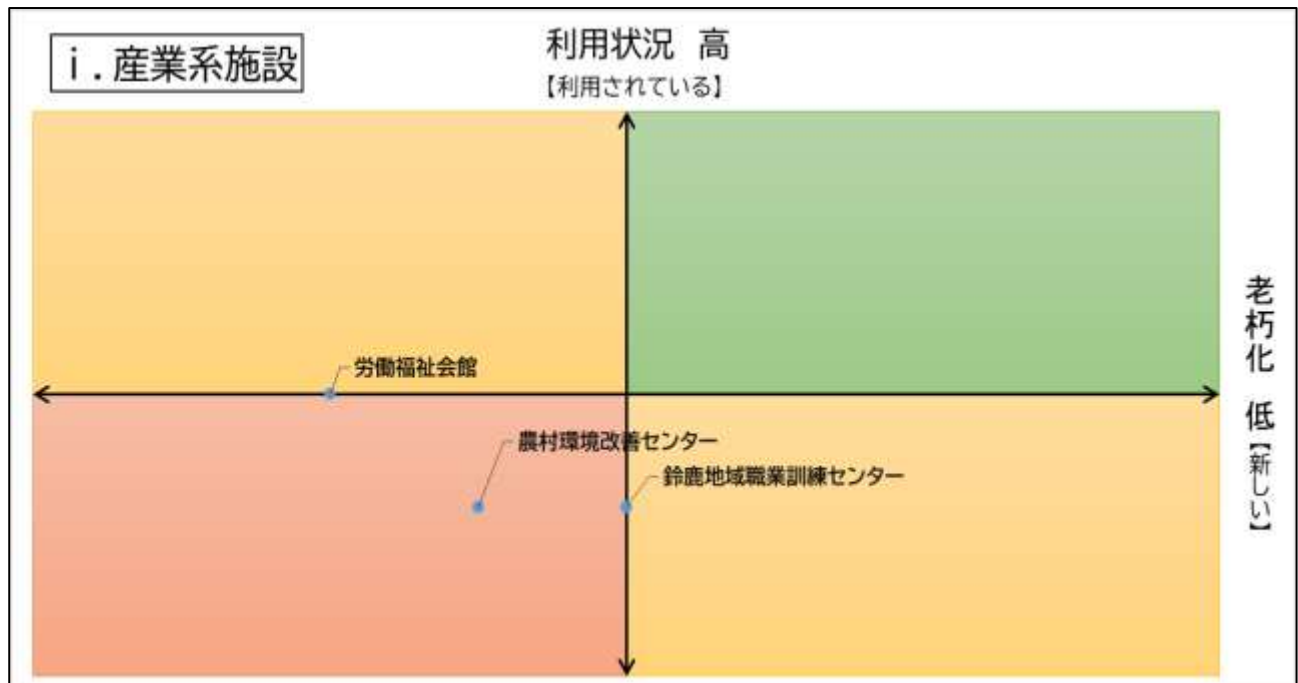 ⅰ.産業系施設
利用状況 高
【利用されている】
労働福祉会館
農村環境改善センター
鈴鹿地域職業訓練センター
老朽化 低【新しい】